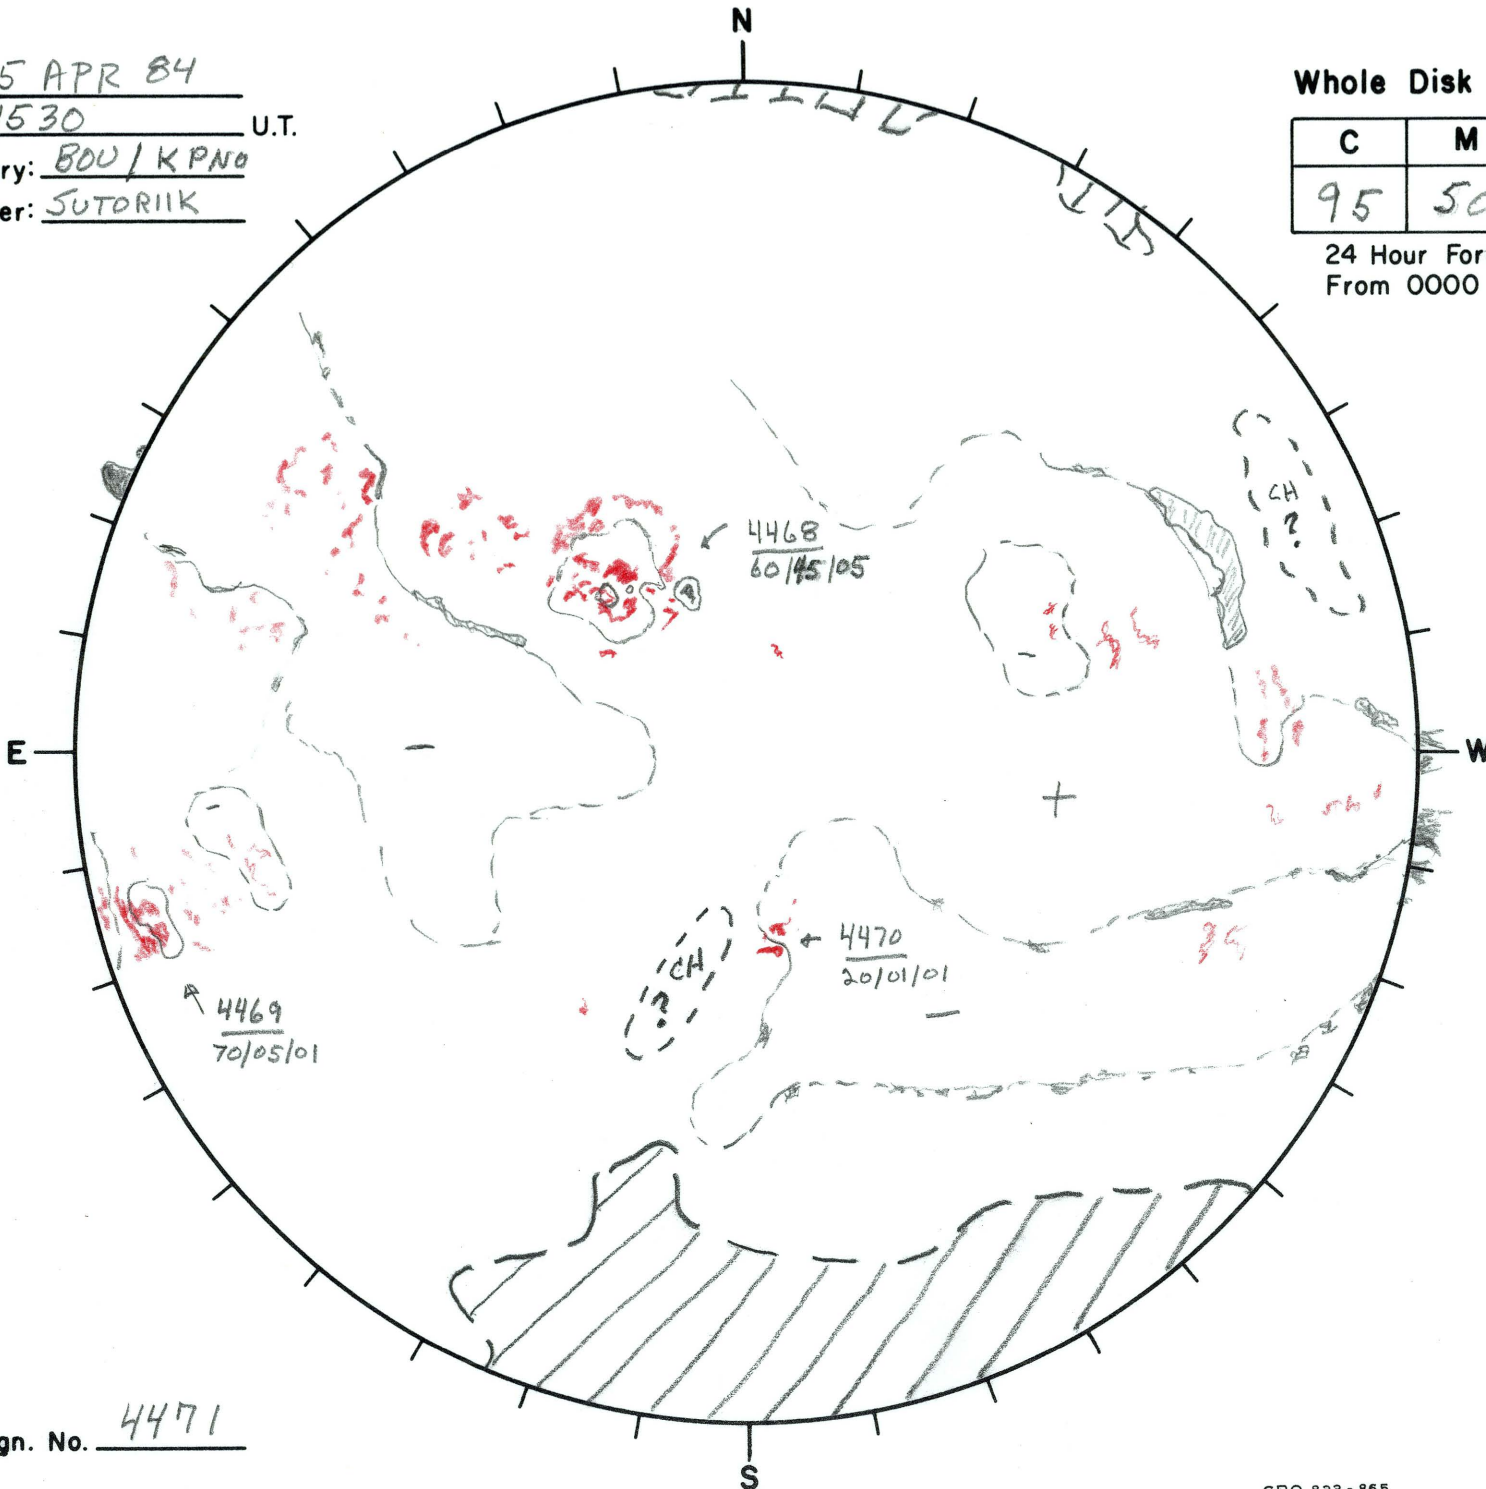 N
5 APR 84
1530 U.T.
ry: BOU / KPNO
er: SUTORIIK
Whole Disk
C M
95 50
24 Hour For
From 0000
CH
?
4468
60/45/05
E
-
-
+
W
-
CH
?
4470
20/01/01
-
4469
70/05/01
gn. No. 4471
S